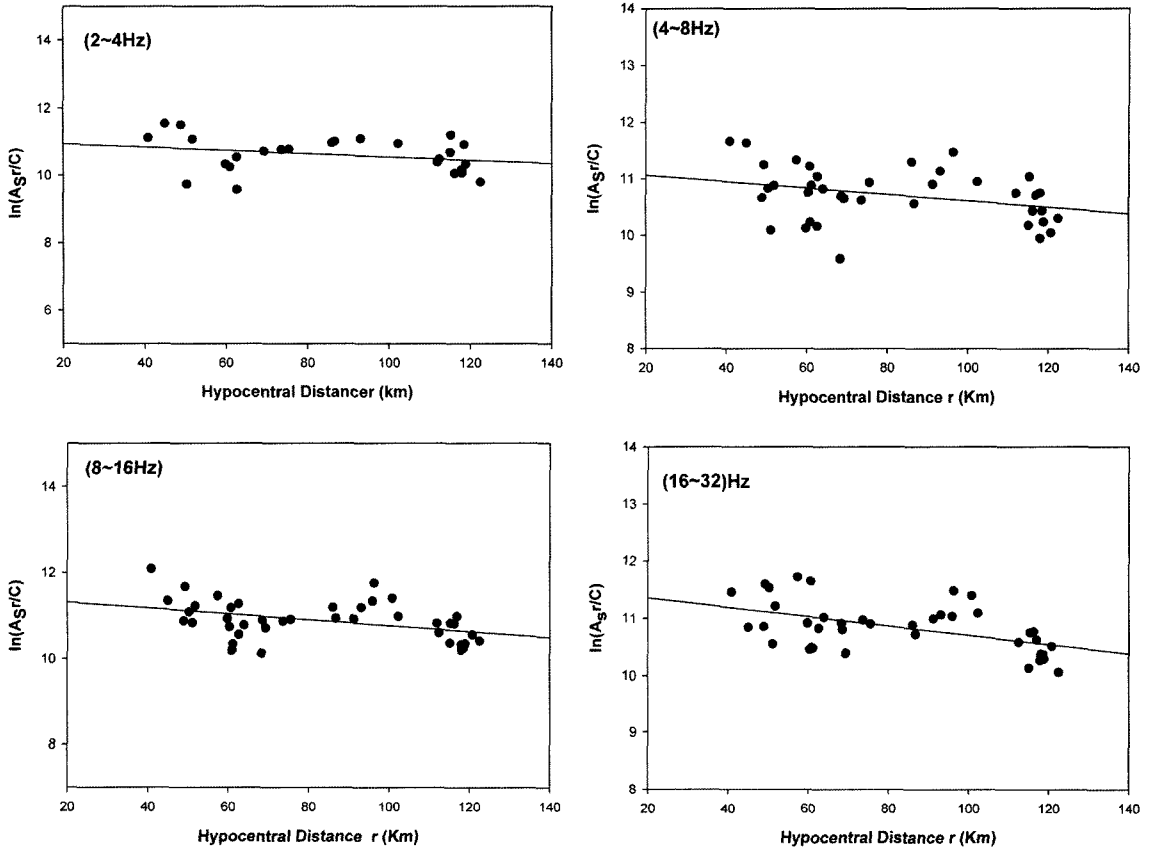 (2~4Hz)
14
12
10
8
6
20 40 60 80 100 120 140
ln(ASr/C)
Hypocentral Distancer (km)
(4~8Hz)
14
13
12
11
10
9
8
20 40 60 80 100 120 140
ln(ASr/C)
Hypocentral Distance r (Km)
(8~16Hz)
14
12
10
8
20 40 60 80 100 120 140
ln(ASr/C)
Hypocentral Distance r (Km)
(16~32)Hz
14
13
12
11
10
9
8
20 40 60 80 100 120 140
ln(ASr/C)
Hypocentral Distance r (Km)